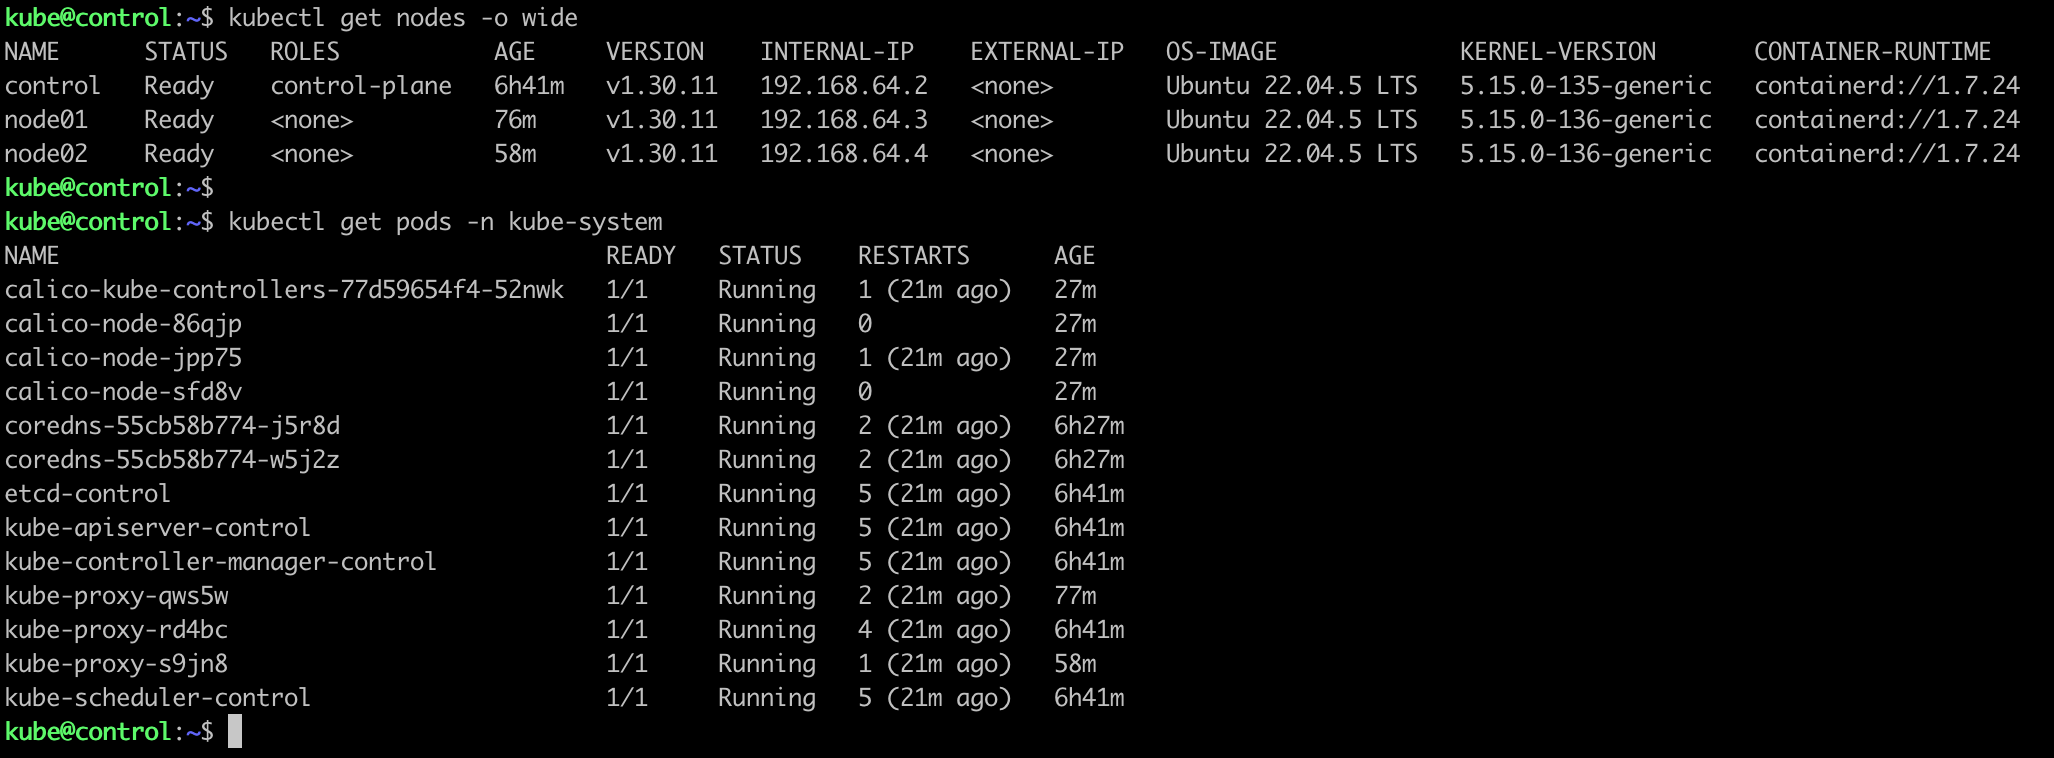 kube@control:~$ kubectl get nodes -o wide
NAME      STATUS   ROLES           AGE     VERSION    INTERNAL-IP    EXTERNAL-IP   OS-IMAGE             KERNEL-VERSION       CONTAINER-RUNTIME
control   Ready    control-plane   6h41m   v1.30.11   192.168.64.2   <none>        Ubuntu 22.04.5 LTS   5.15.0-135-generic   containerd://1.7.24
node01    Ready    <none>          76m     v1.30.11   192.168.64.3   <none>        Ubuntu 22.04.5 LTS   5.15.0-136-generic   containerd://1.7.24
node02    Ready    <none>          58m     v1.30.11   192.168.64.4   <none>        Ubuntu 22.04.5 LTS   5.15.0-136-generic   containerd://1.7.24
kube@control:~$
kube@control:~$ kubectl get pods -n kube-system
NAME                                       READY   STATUS    RESTARTS      AGE
calico-kube-controllers-77d59654f4-52nwk   1/1     Running   1 (21m ago)   27m
calico-node-86qjp                          1/1     Running   0             27m
calico-node-jpp75                          1/1     Running   1 (21m ago)   27m
calico-node-sfd8v                          1/1     Running   0             27m
coredns-55cb58b774-j5r8d                   1/1     Running   2 (21m ago)   6h27m
coredns-55cb58b774-w5j2z                   1/1     Running   2 (21m ago)   6h27m
etcd-control                               1/1     Running   5 (21m ago)   6h41m
kube-apiserver-control                     1/1     Running   5 (21m ago)   6h41m
kube-controller-manager-control            1/1     Running   5 (21m ago)   6h41m
kube-proxy-qws5w                           1/1     Running   2 (21m ago)   77m
kube-proxy-rd4bc                           1/1     Running   4 (21m ago)   6h41m
kube-proxy-s9jn8                           1/1     Running   1 (21m ago)   58m
kube-scheduler-control                     1/1     Running   5 (21m ago)   6h41m
kube@control:~$